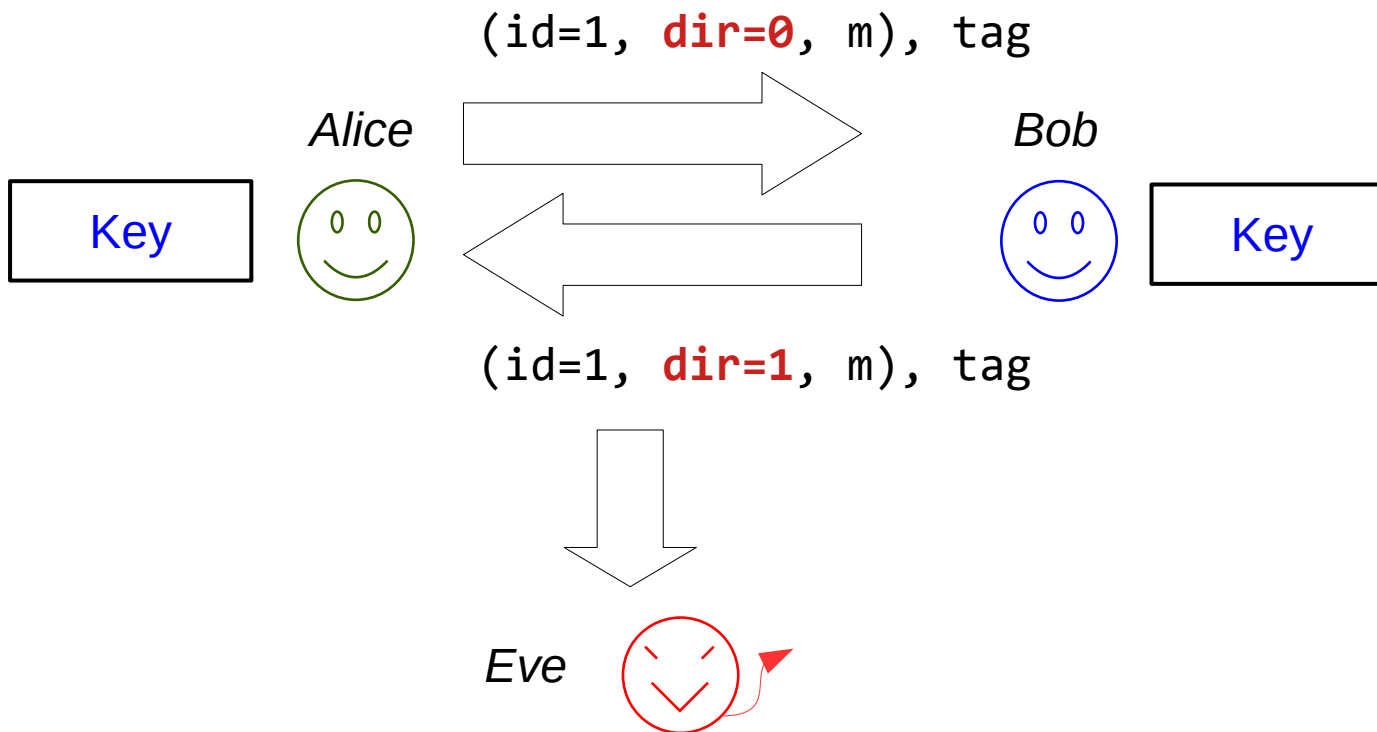 (id=1, dir=0, m), tag
Alice
Bob
Key
Key
(id=1, dir=1, m), tag
Eve